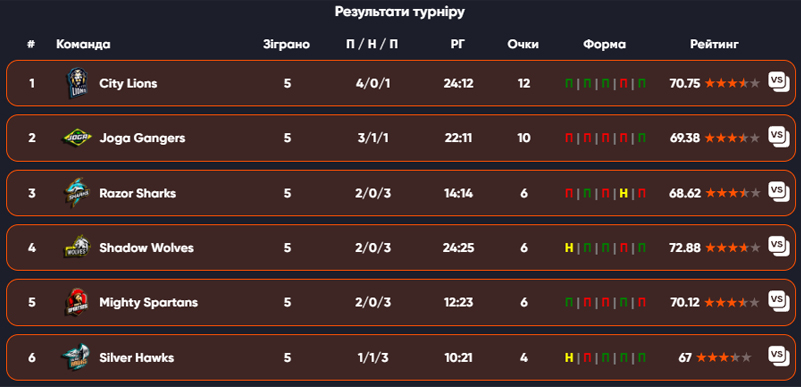 Результати турніру
# Команда Зіграно П / Н / П РГ Очки Форма Рейтинг
1 City Lions 5 4/0/1 24:12 12 П | П | П | П | П 70.75 VS
2 Joga Gangers 5 3/1/1 22:11 10 П | П | П | П | П 69.38 VS
3 Razor Sharks 5 2/0/3 14:14 6 П | П | П | Н | П 68.62 VS
4 Shadow Wolves 5 2/0/3 24:25 6 Н | П | П | П | П 72.88 VS
5 Mighty Spartans 5 2/0/3 12:23 6 П | П | П | П | П 70.12 VS
6 Silver Hawks 5 1/1/3 10:21 4 Н | П | П | П | П 67 VS